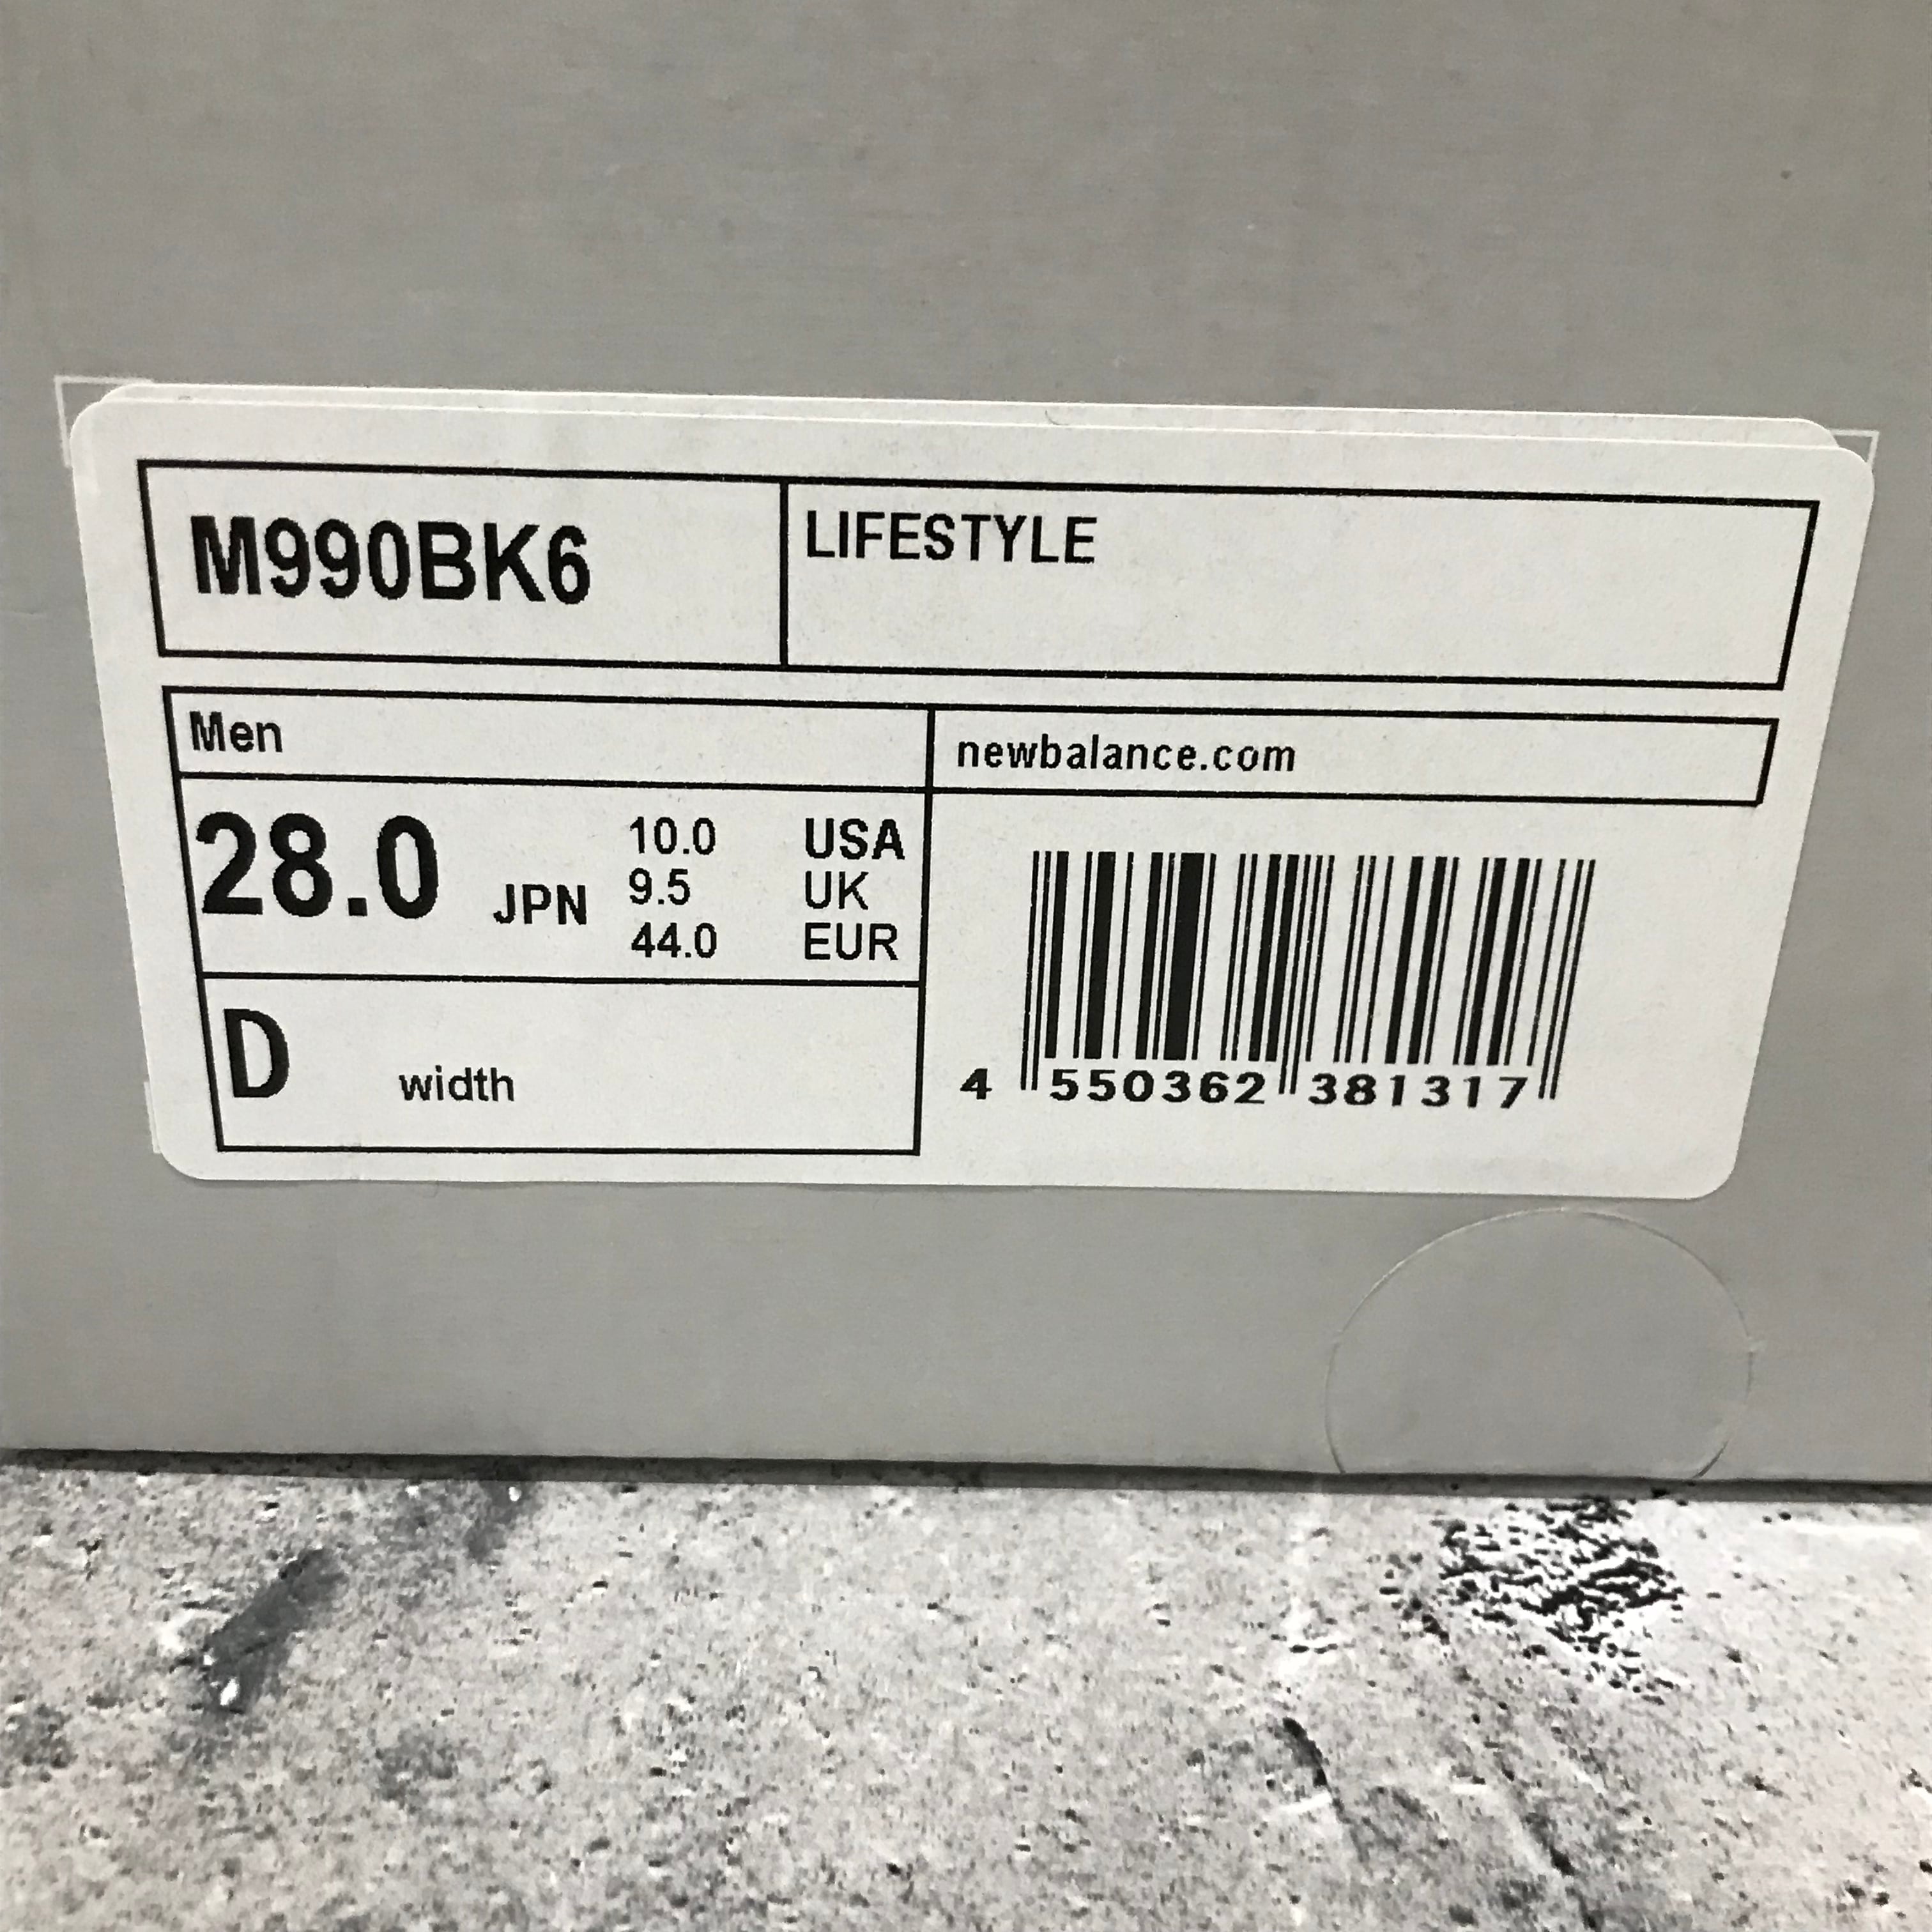 M990BK6
LIFESTYLE
Men
newbalance.com
28.0 JPN
10.0 USA
9.5 UK
44.0 EUR
D width
4 550362 381317